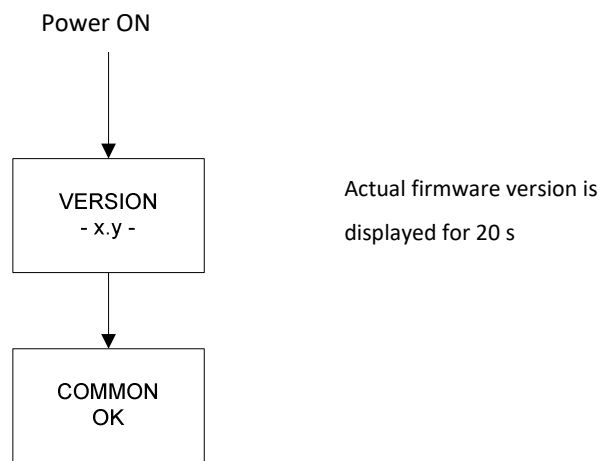 Power ON
VERSION
- x.y -
Actual firmware version is
displayed for 20 s
COMMON
OK